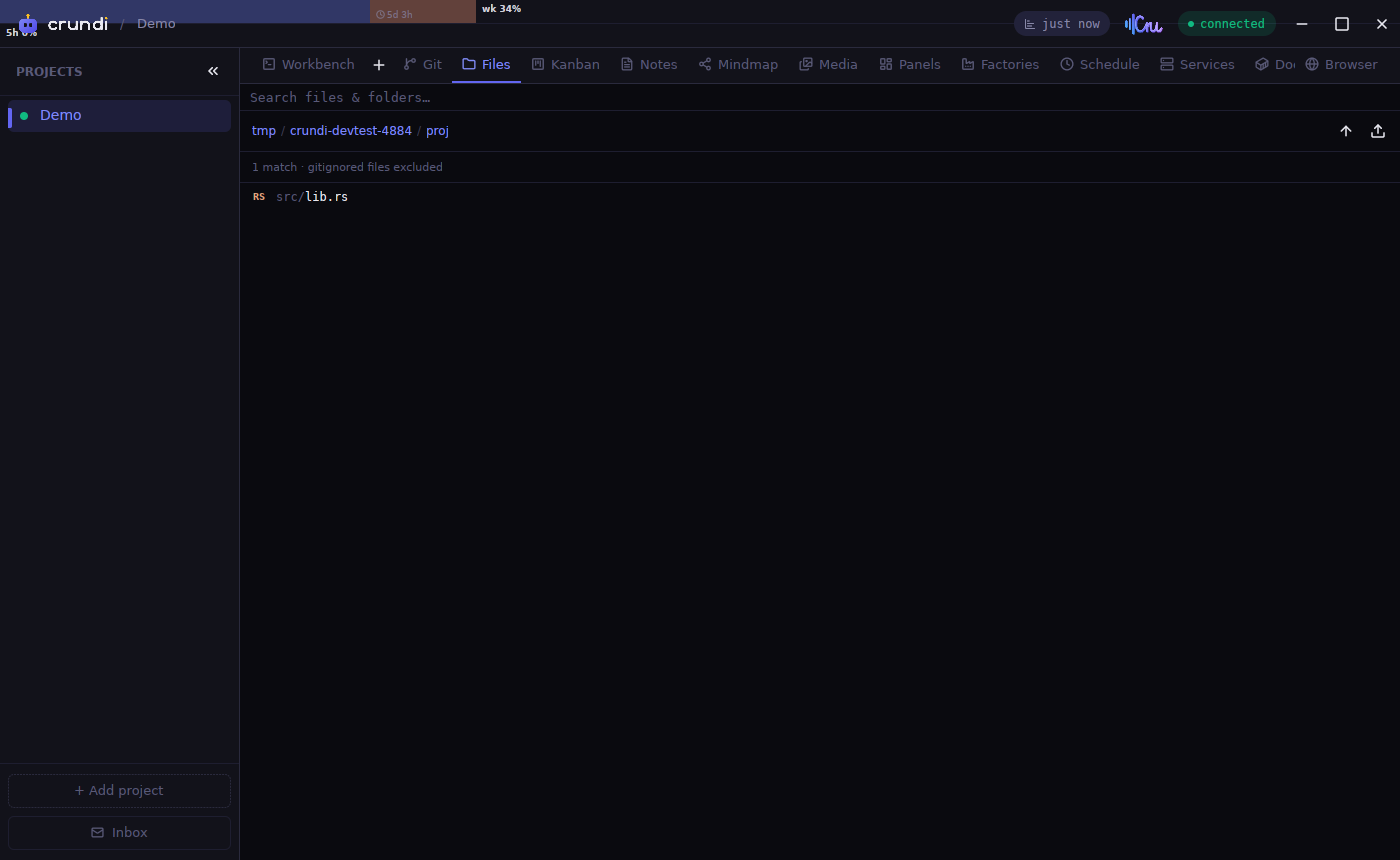 5d 3h
wk 34%
5h 0%
crundi / Demo
just now
Cru
connected
PROJECTS
Workbench
Git
Files
Kanban
Notes
Mindmap
Media
Panels
Factories
Schedule
Services
Doc
Browser
Demo
Search files & folders…
tmp / crundi-devtest-4884 / proj
1 match · gitignored files excluded
RS src/lib.rs
+ Add project
Inbox